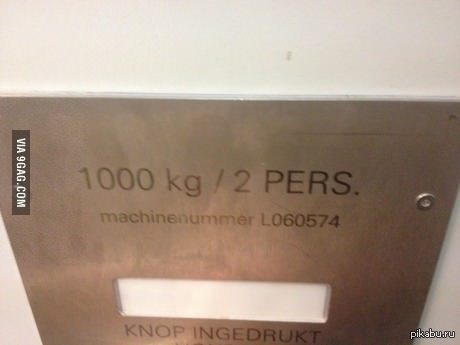 1000 kg / 2 PERS.
machinenummer L060574
KNOP INGEDRUKT
VIA 9GAG.COM
pikabu.ru